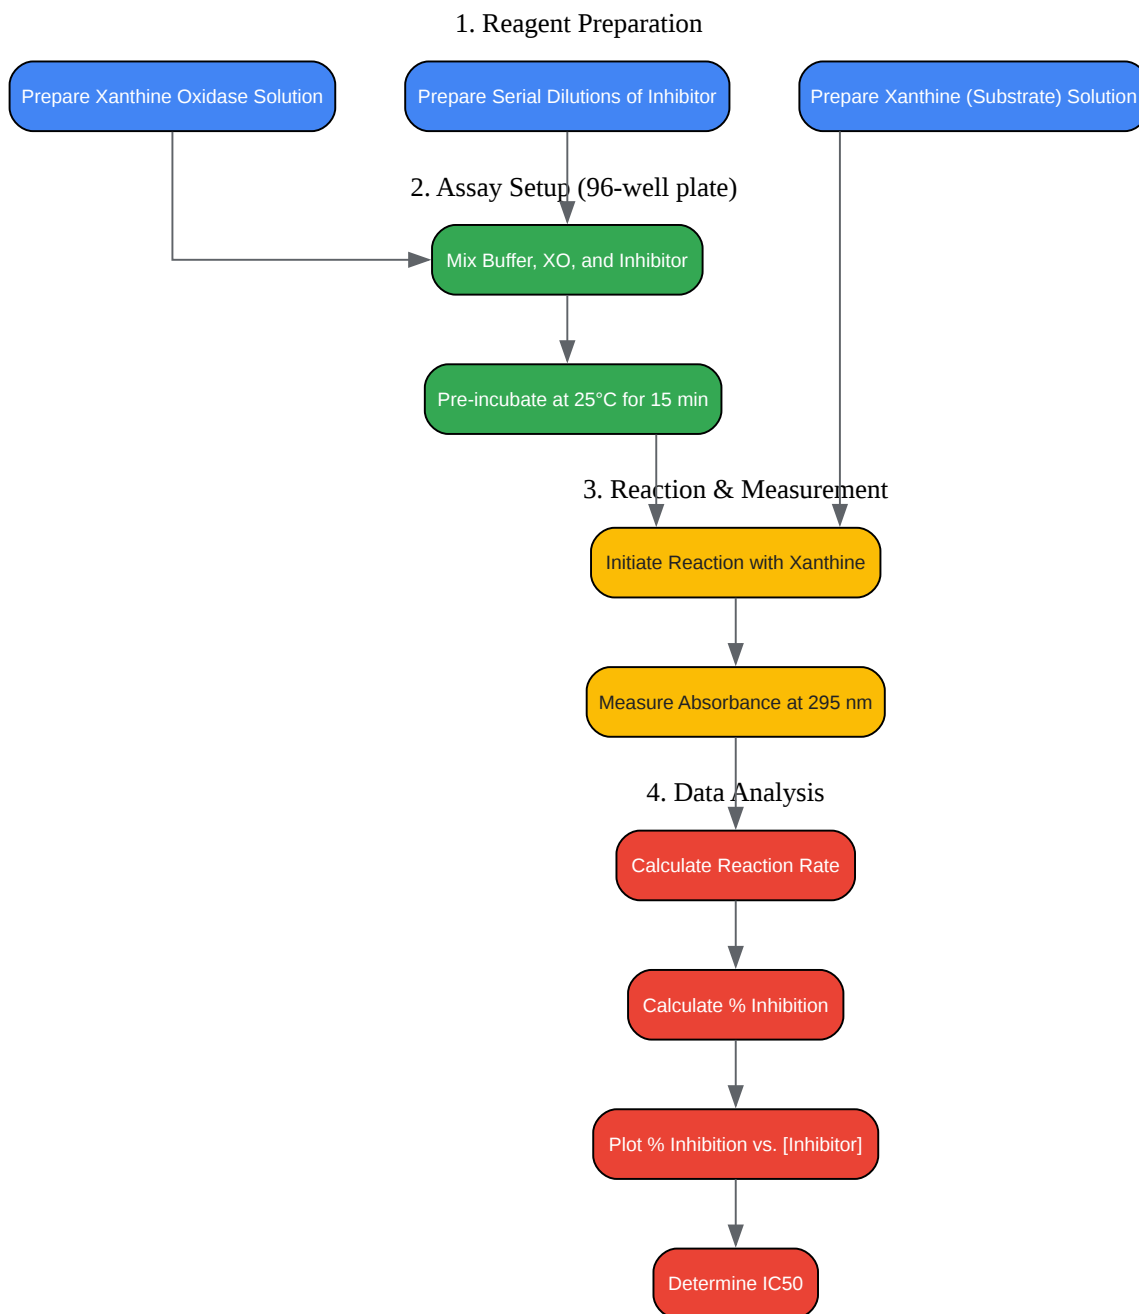 1. Reagent Preparation
Prepare Xanthine Oxidase Solution
Prepare Serial Dilutions of Inhibitor
Prepare Xanthine (Substrate) Solution
2. Assay Setup (96-well plate)
Mix Buffer, XO, and Inhibitor
Pre-incubate at 25°C for 15 min
3. Reaction & Measurement
Initiate Reaction with Xanthine
Measure Absorbance at 295 nm
4. Data Analysis
Calculate Reaction Rate
Calculate % Inhibition
Plot % Inhibition vs. [Inhibitor]
Determine IC50